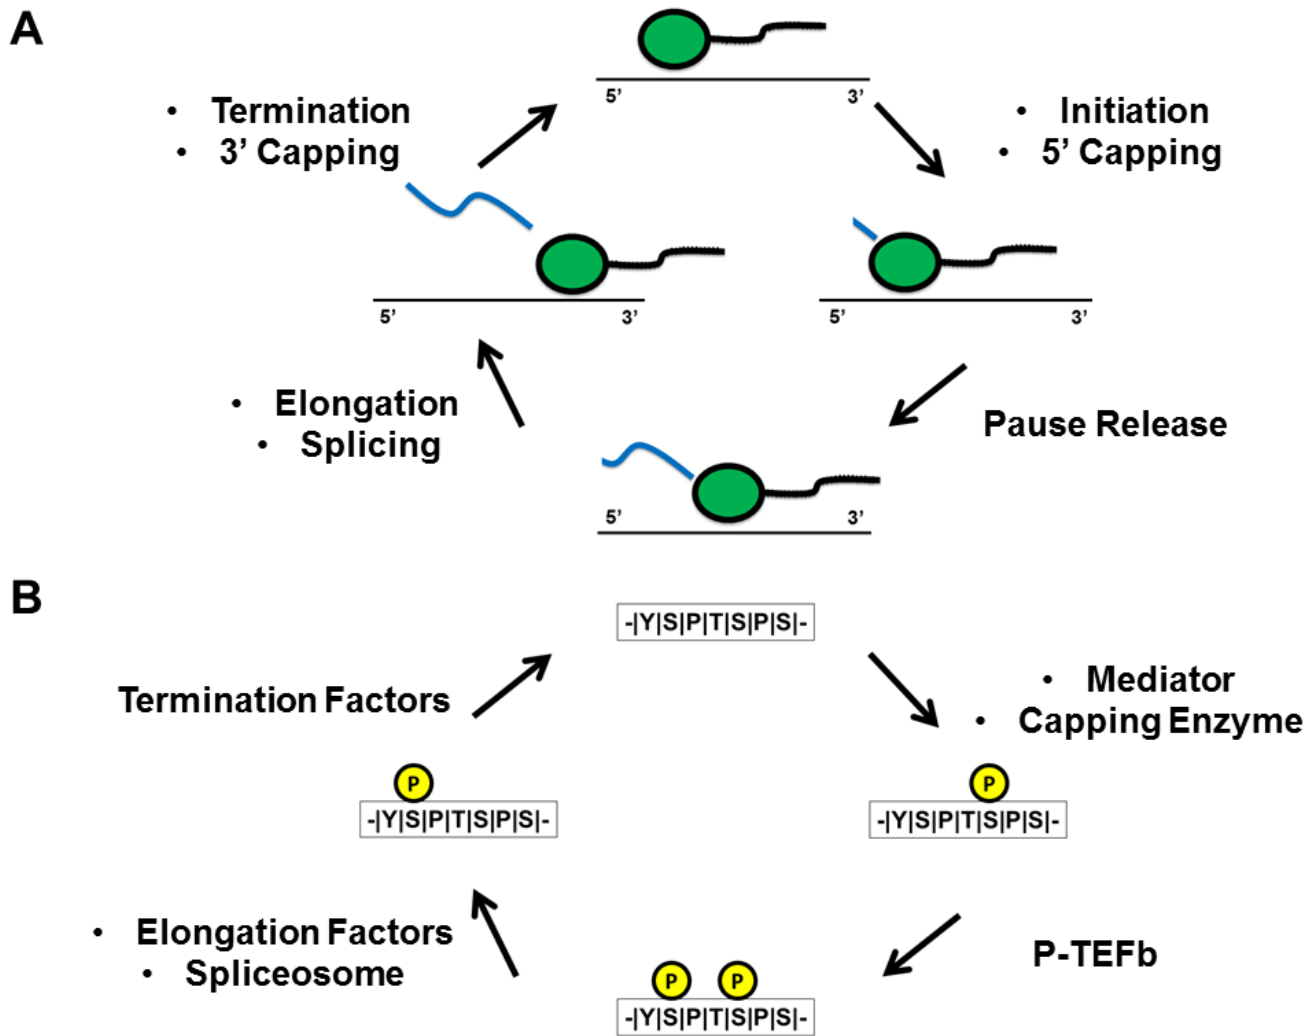 A
5’ 3’
• Termination
• 3’ Capping
• Initiation
• 5’ Capping
5’ 3’
5’ 3’
• Elongation
• Splicing
Pause Release
5’ 3’
B
-|Y|S|P|T|S|P|S|-
Termination Factors
• Mediator
• Capping Enzyme
P
-|Y|S|P|T|S|P|S|-
P
-|Y|S|P|T|S|P|S|-
• Elongation Factors
• Spliceosome
P-TEFb
P P
-|Y|S|P|T|S|P|S|-